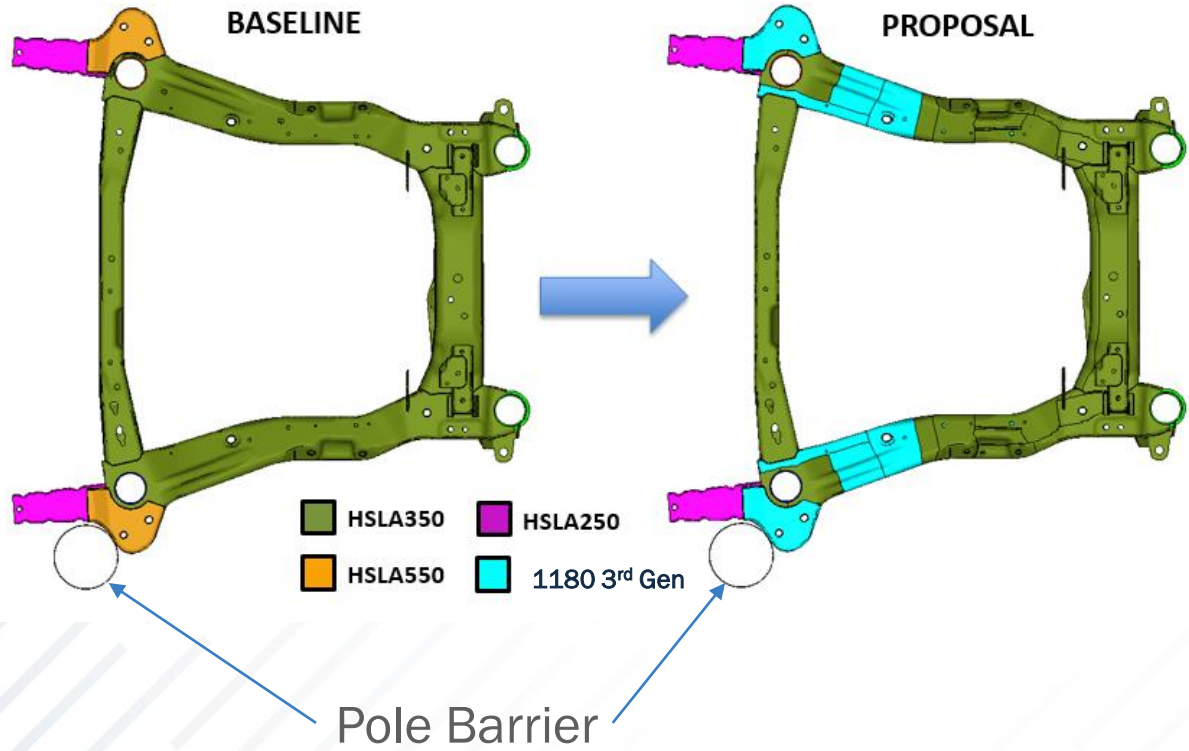 BASELINE
PROPOSAL
HSLA350
HSLA250
HSLA550
1180 3rd Gen
Pole Barrier